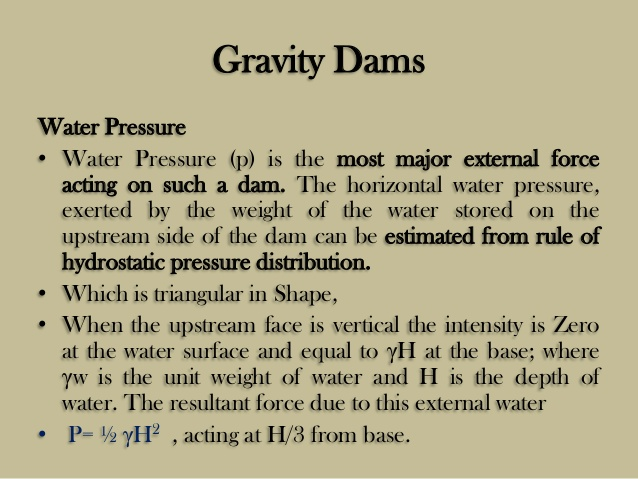 Gravity Dams
Water Pressure
• Water Pressure (p) is the most major external force
acting on such a dam. The horizontal water pressure,
exerted by the weight of the water stored on the
upstream side of the dam can be estimated from rule of
hydrostatic pressure distribution.
• Which is triangular in Shape,
• When the upstream face is vertical the intensity is Zero
at the water surface and equal to γH at the base; where
γw is the unit weight of water and H is the depth of
water. The resultant force due to this external water
• P= ½ γH² , acting at H/3 from base.